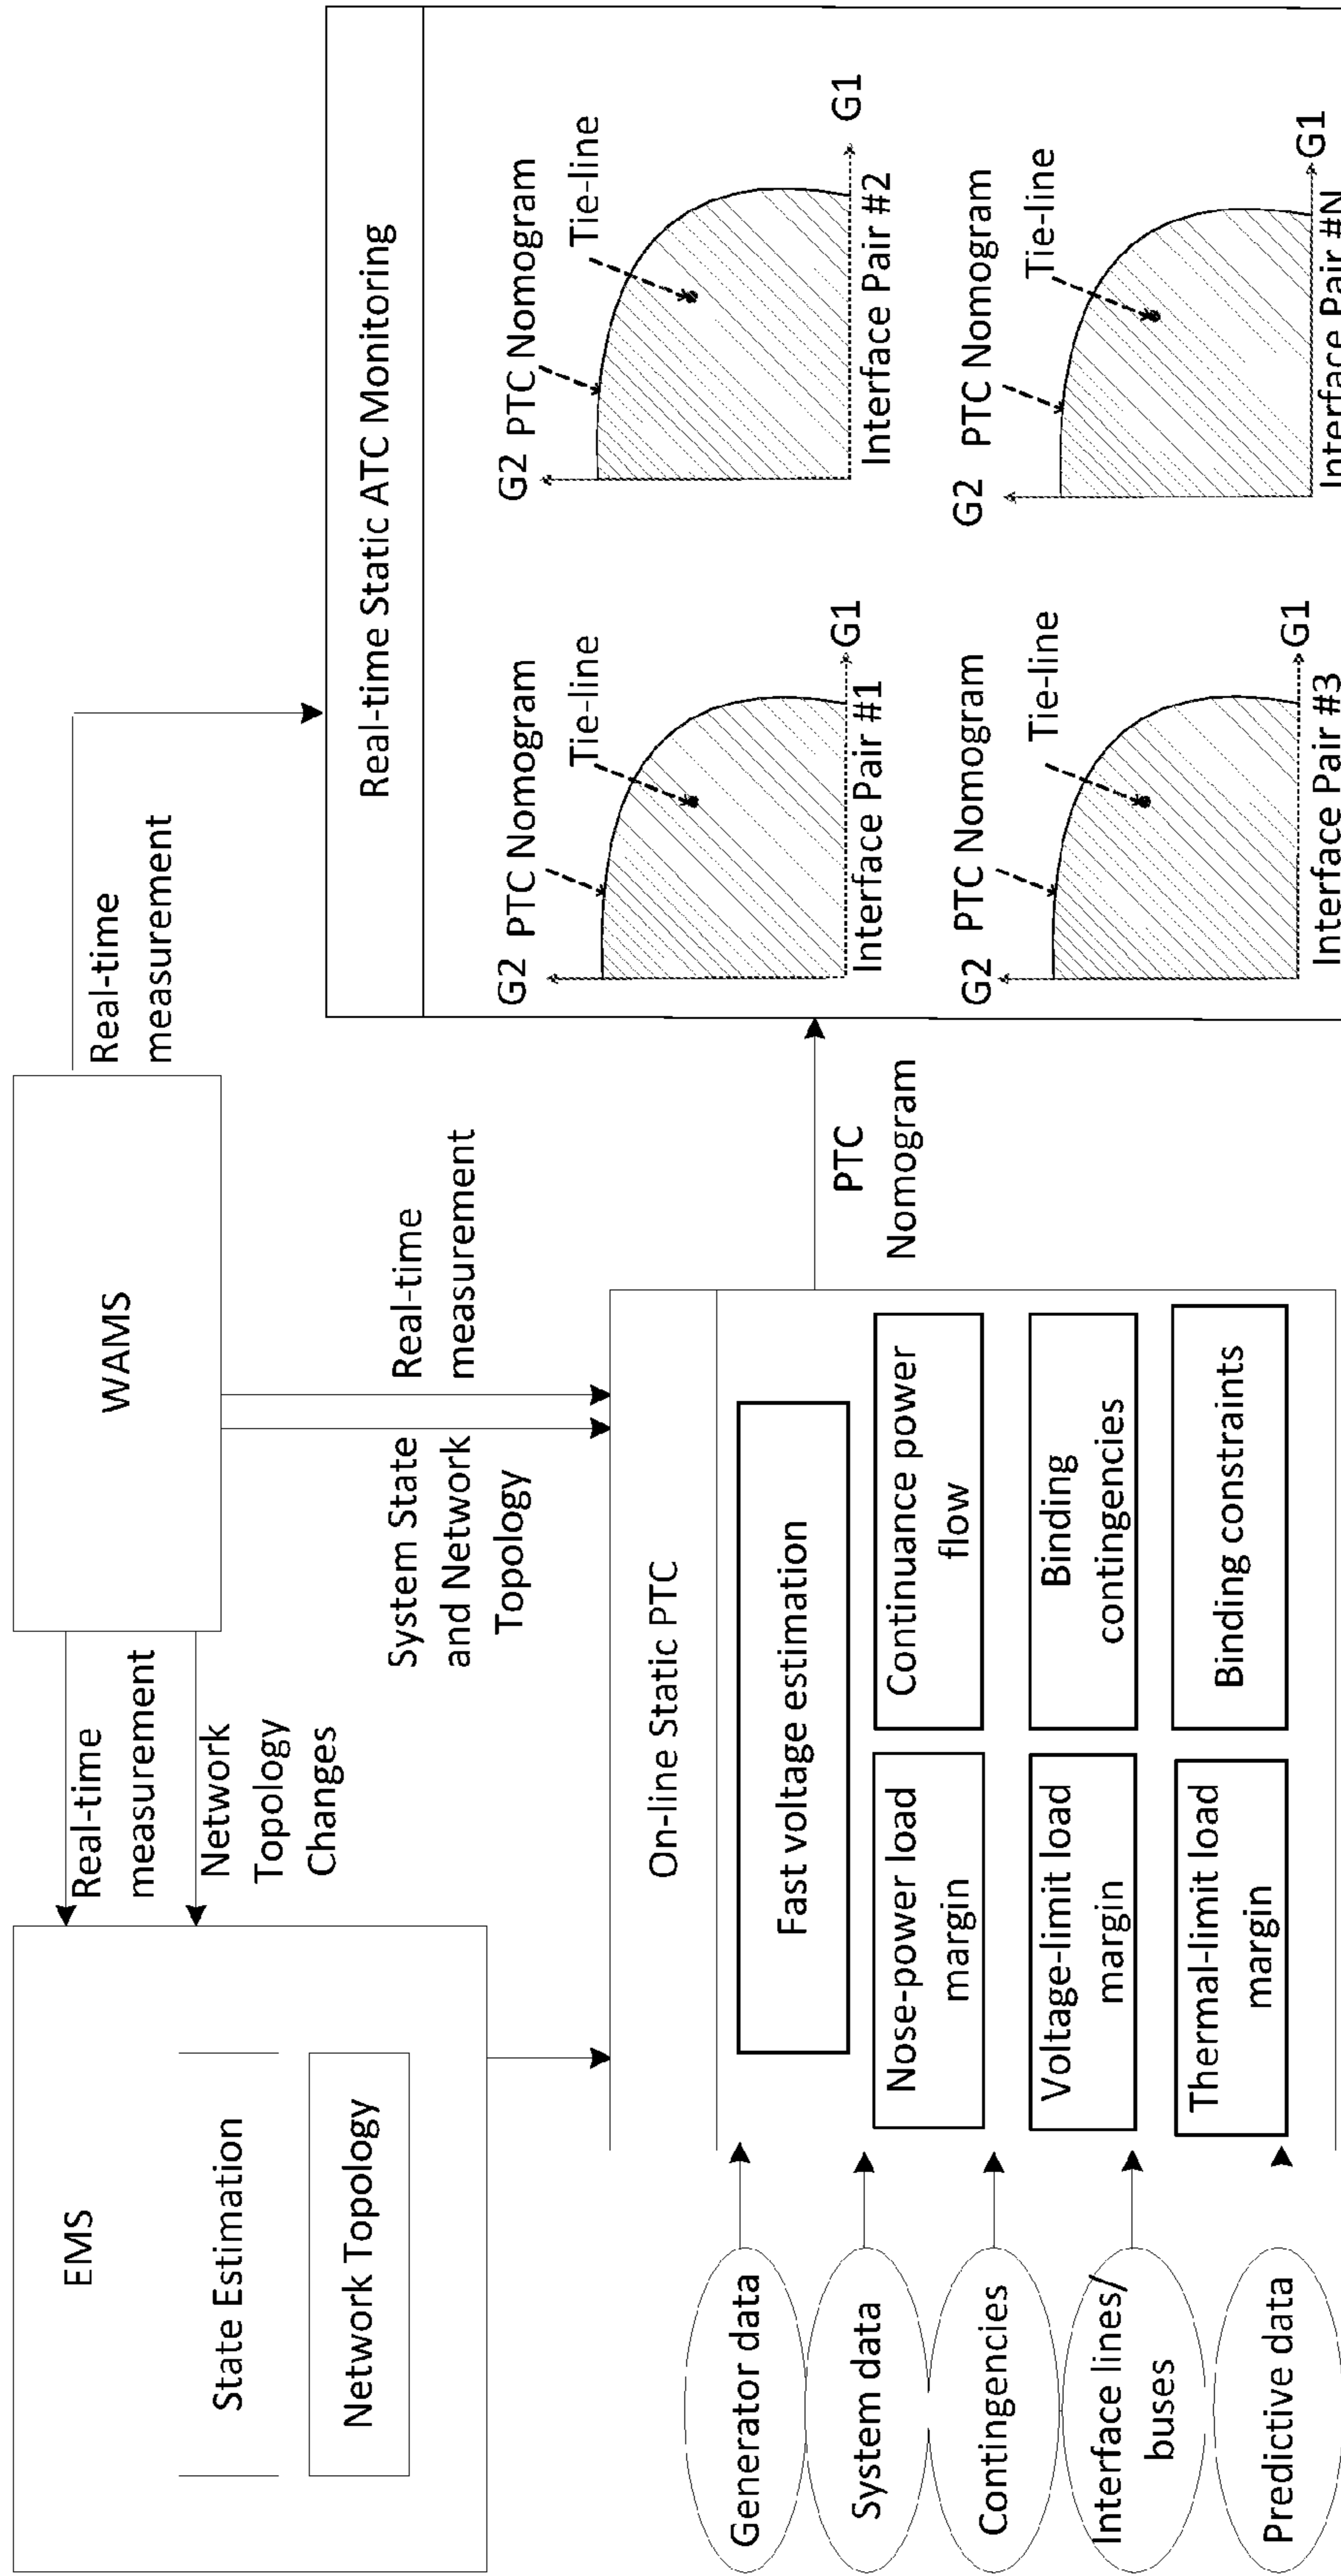 EMS
State Estimation
Network Topology
Real-time
measurement
Network
Topology
Changes
WAMS
Real-time
measurement
System State
and Network
Topology
Real-time
measurement
Generator data
System data
Contingencies
Interface lines/
buses
Predictive data
On-line Static PTC
Fast voltage estimation
Nose-power load
margin
Continuance power
flow
Voltage-limit load
margin
Binding
contingencies
Thermal-limit load
margin
Binding constraints
PTC
Nomogram
Real-time Static ATC Monitoring
G2 PTC Nomogram
Tie-line
G1
Interface Pair #1
G2 PTC Nomogram
Tie-line
G1
Interface Pair #2
G2 PTC Nomogram
Tie-line
G1
Interface Pair #3
G2 PTC Nomogram
Tie-line
G1
Interface Pair #N